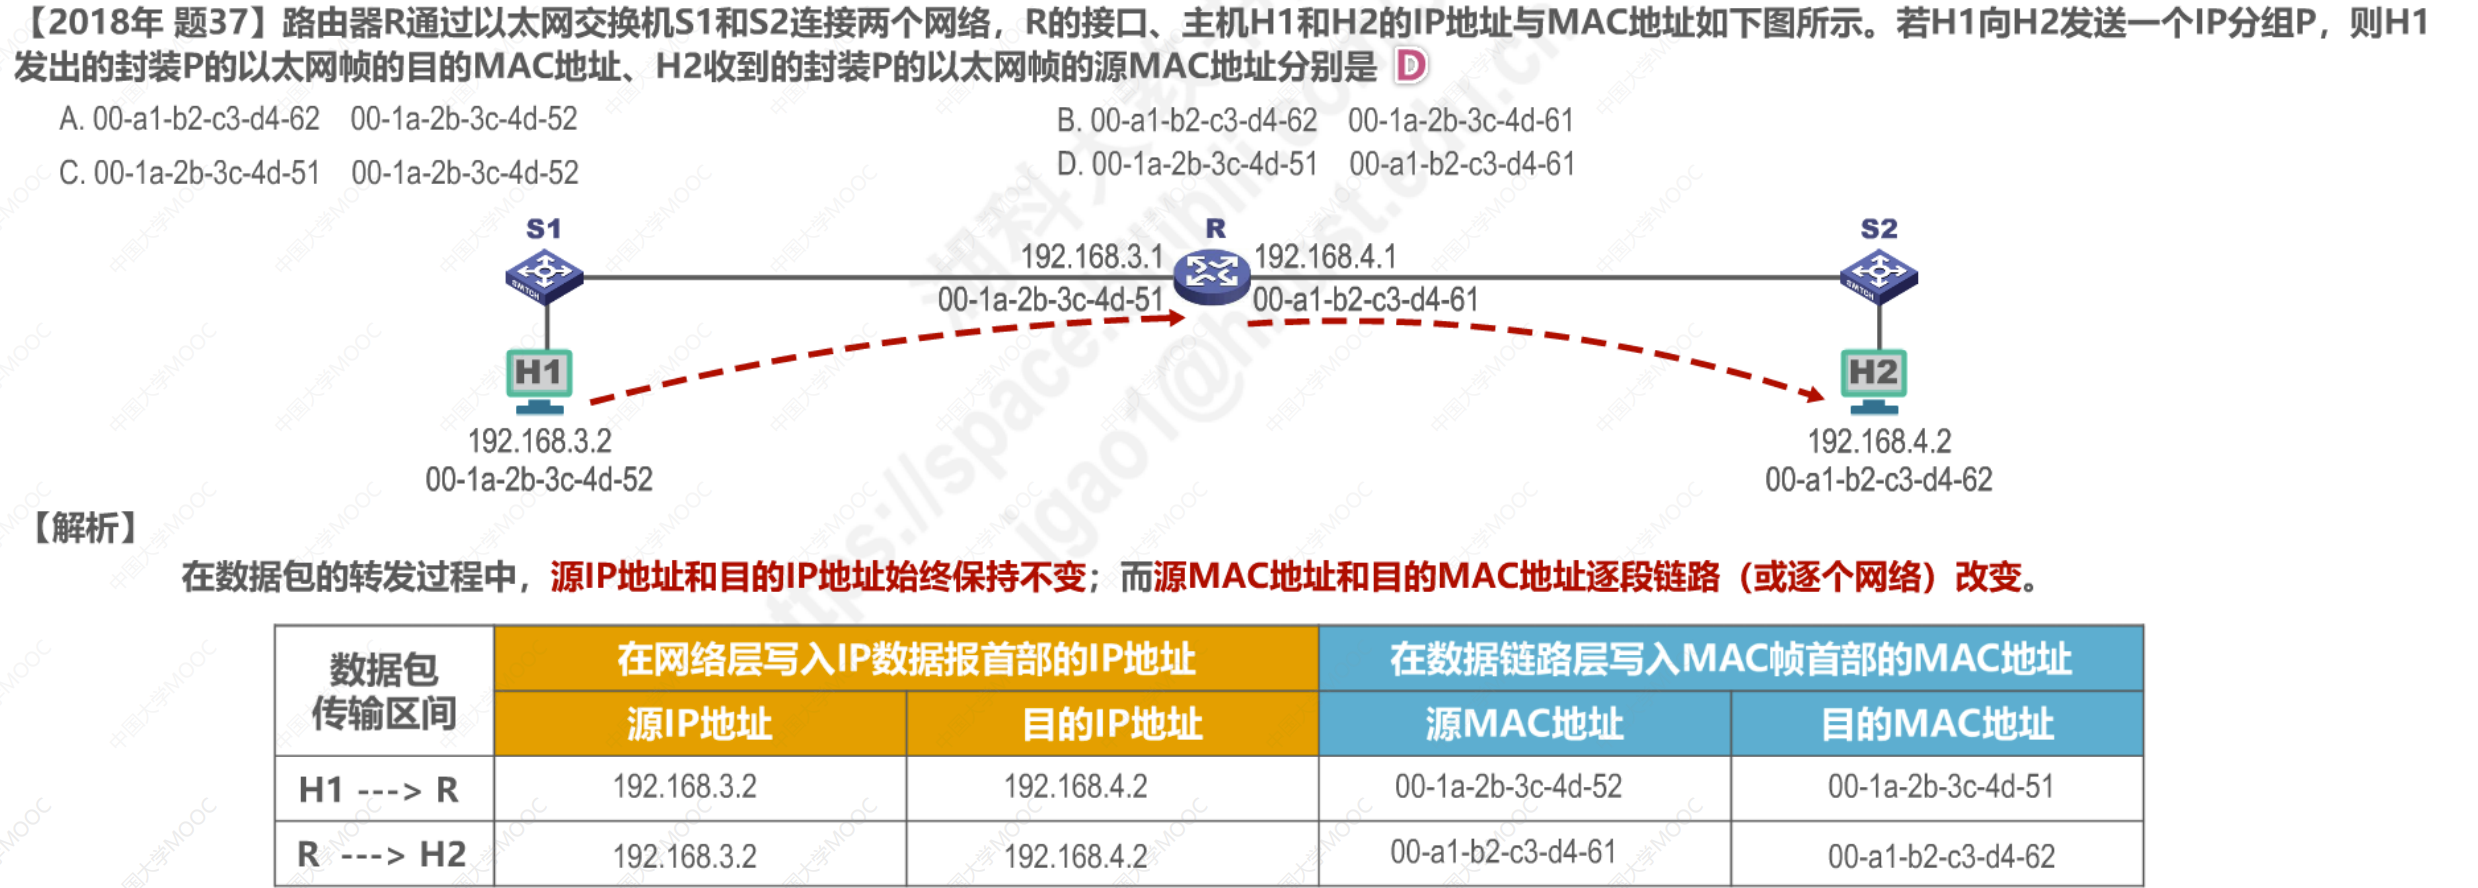 【2018年 题37】路由器R通过以太网交换机S1和S2连接两个网络，R的接口、主机H1和H2的IP地址与MAC地址如下图所示。若H1向H2发送一个IP分组P，则H1
发出的封装P的以太网帧的目的MAC地址、H2收到的封装P的以太网帧的源MAC地址分别是 D
A. 00-a1-b2-c3-d4-62 00-1a-2b-3c-4d-52
B. 00-a1-b2-c3-d4-62 00-1a-2b-3c-4d-61
C. 00-1a-2b-3c-4d-51 00-1a-2b-3c-4d-52
D. 00-1a-2b-3c-4d-51 00-a1-b2-c3-d4-61
S1
R
S2
192.168.3.1
192.168.4.1
SWITCH
SWITCH
00-1a-2b-3c-4d-51
00-a1-b2-c3-d4-61
H1
H2
192.168.3.2
192.168.4.2
00-1a-2b-3c-4d-52
00-a1-b2-c3-d4-62
【解析】
在数据包的转发过程中，源IP地址和目的IP地址始终保持不变；而源MAC地址和目的MAC地址逐段链路（或逐个网络）改变。
数据包
传输区间
在网络层写入IP数据报首部的IP地址
在数据链路层写入MAC帧首部的MAC地址
源IP地址
目的IP地址
源MAC地址
目的MAC地址
H1 ---> R
192.168.3.2
192.168.4.2
00-1a-2b-3c-4d-52
00-1a-2b-3c-4d-51
R ---> H2
192.168.3.2
192.168.4.2
00-a1-b2-c3-d4-61
00-a1-b2-c3-d4-62
中国大学MOOC